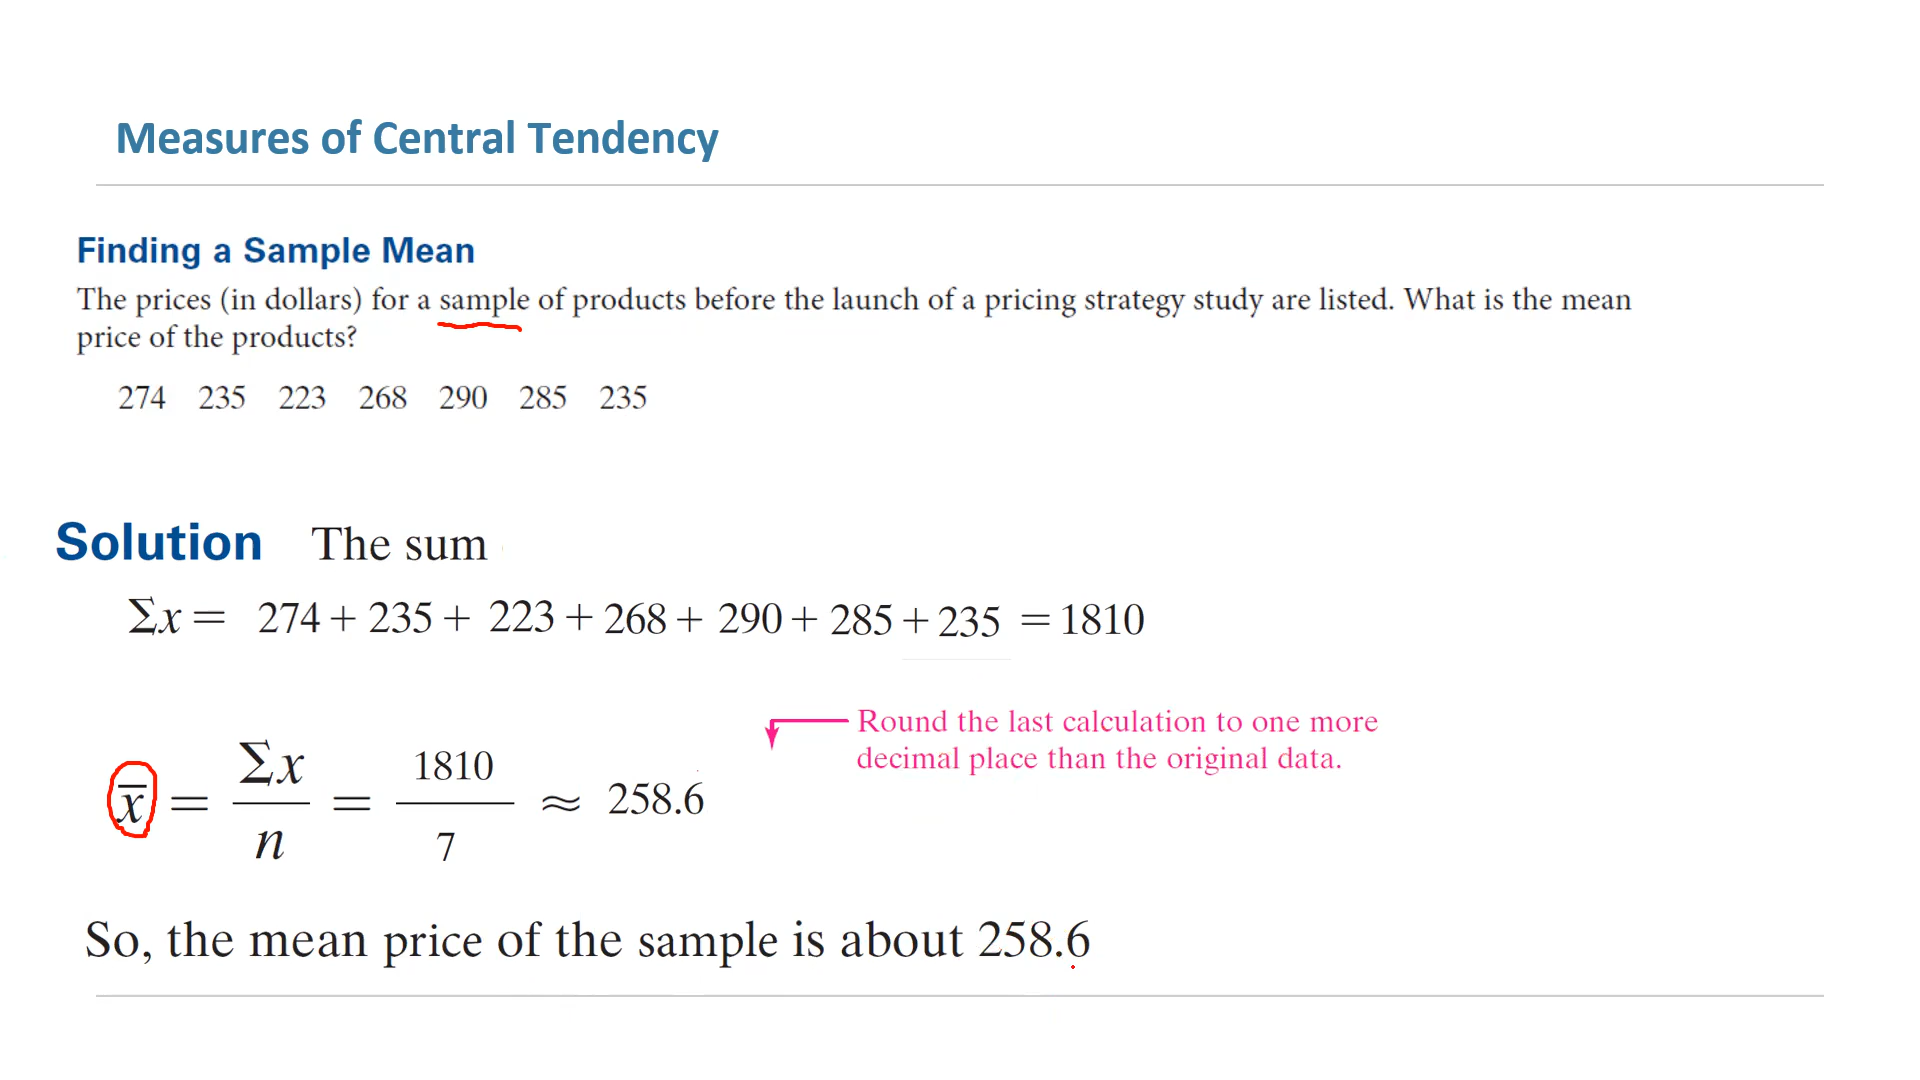 Measures of Central Tendency
Finding a Sample Mean
The prices (in dollars) for a sample of products before the launch of a pricing strategy study are listed. What is the mean
price of the products?
274 235 223 268 290 285 235
Solution The sum
Σx = 274 + 235 + 223 + 268 + 290 + 285 + 235 = 1810
Round the last calculation to one more
decimal place than the original data.
x̅ = Σx / n = 1810 / 7 ≈ 258.6
So, the mean price of the sample is about 258.6